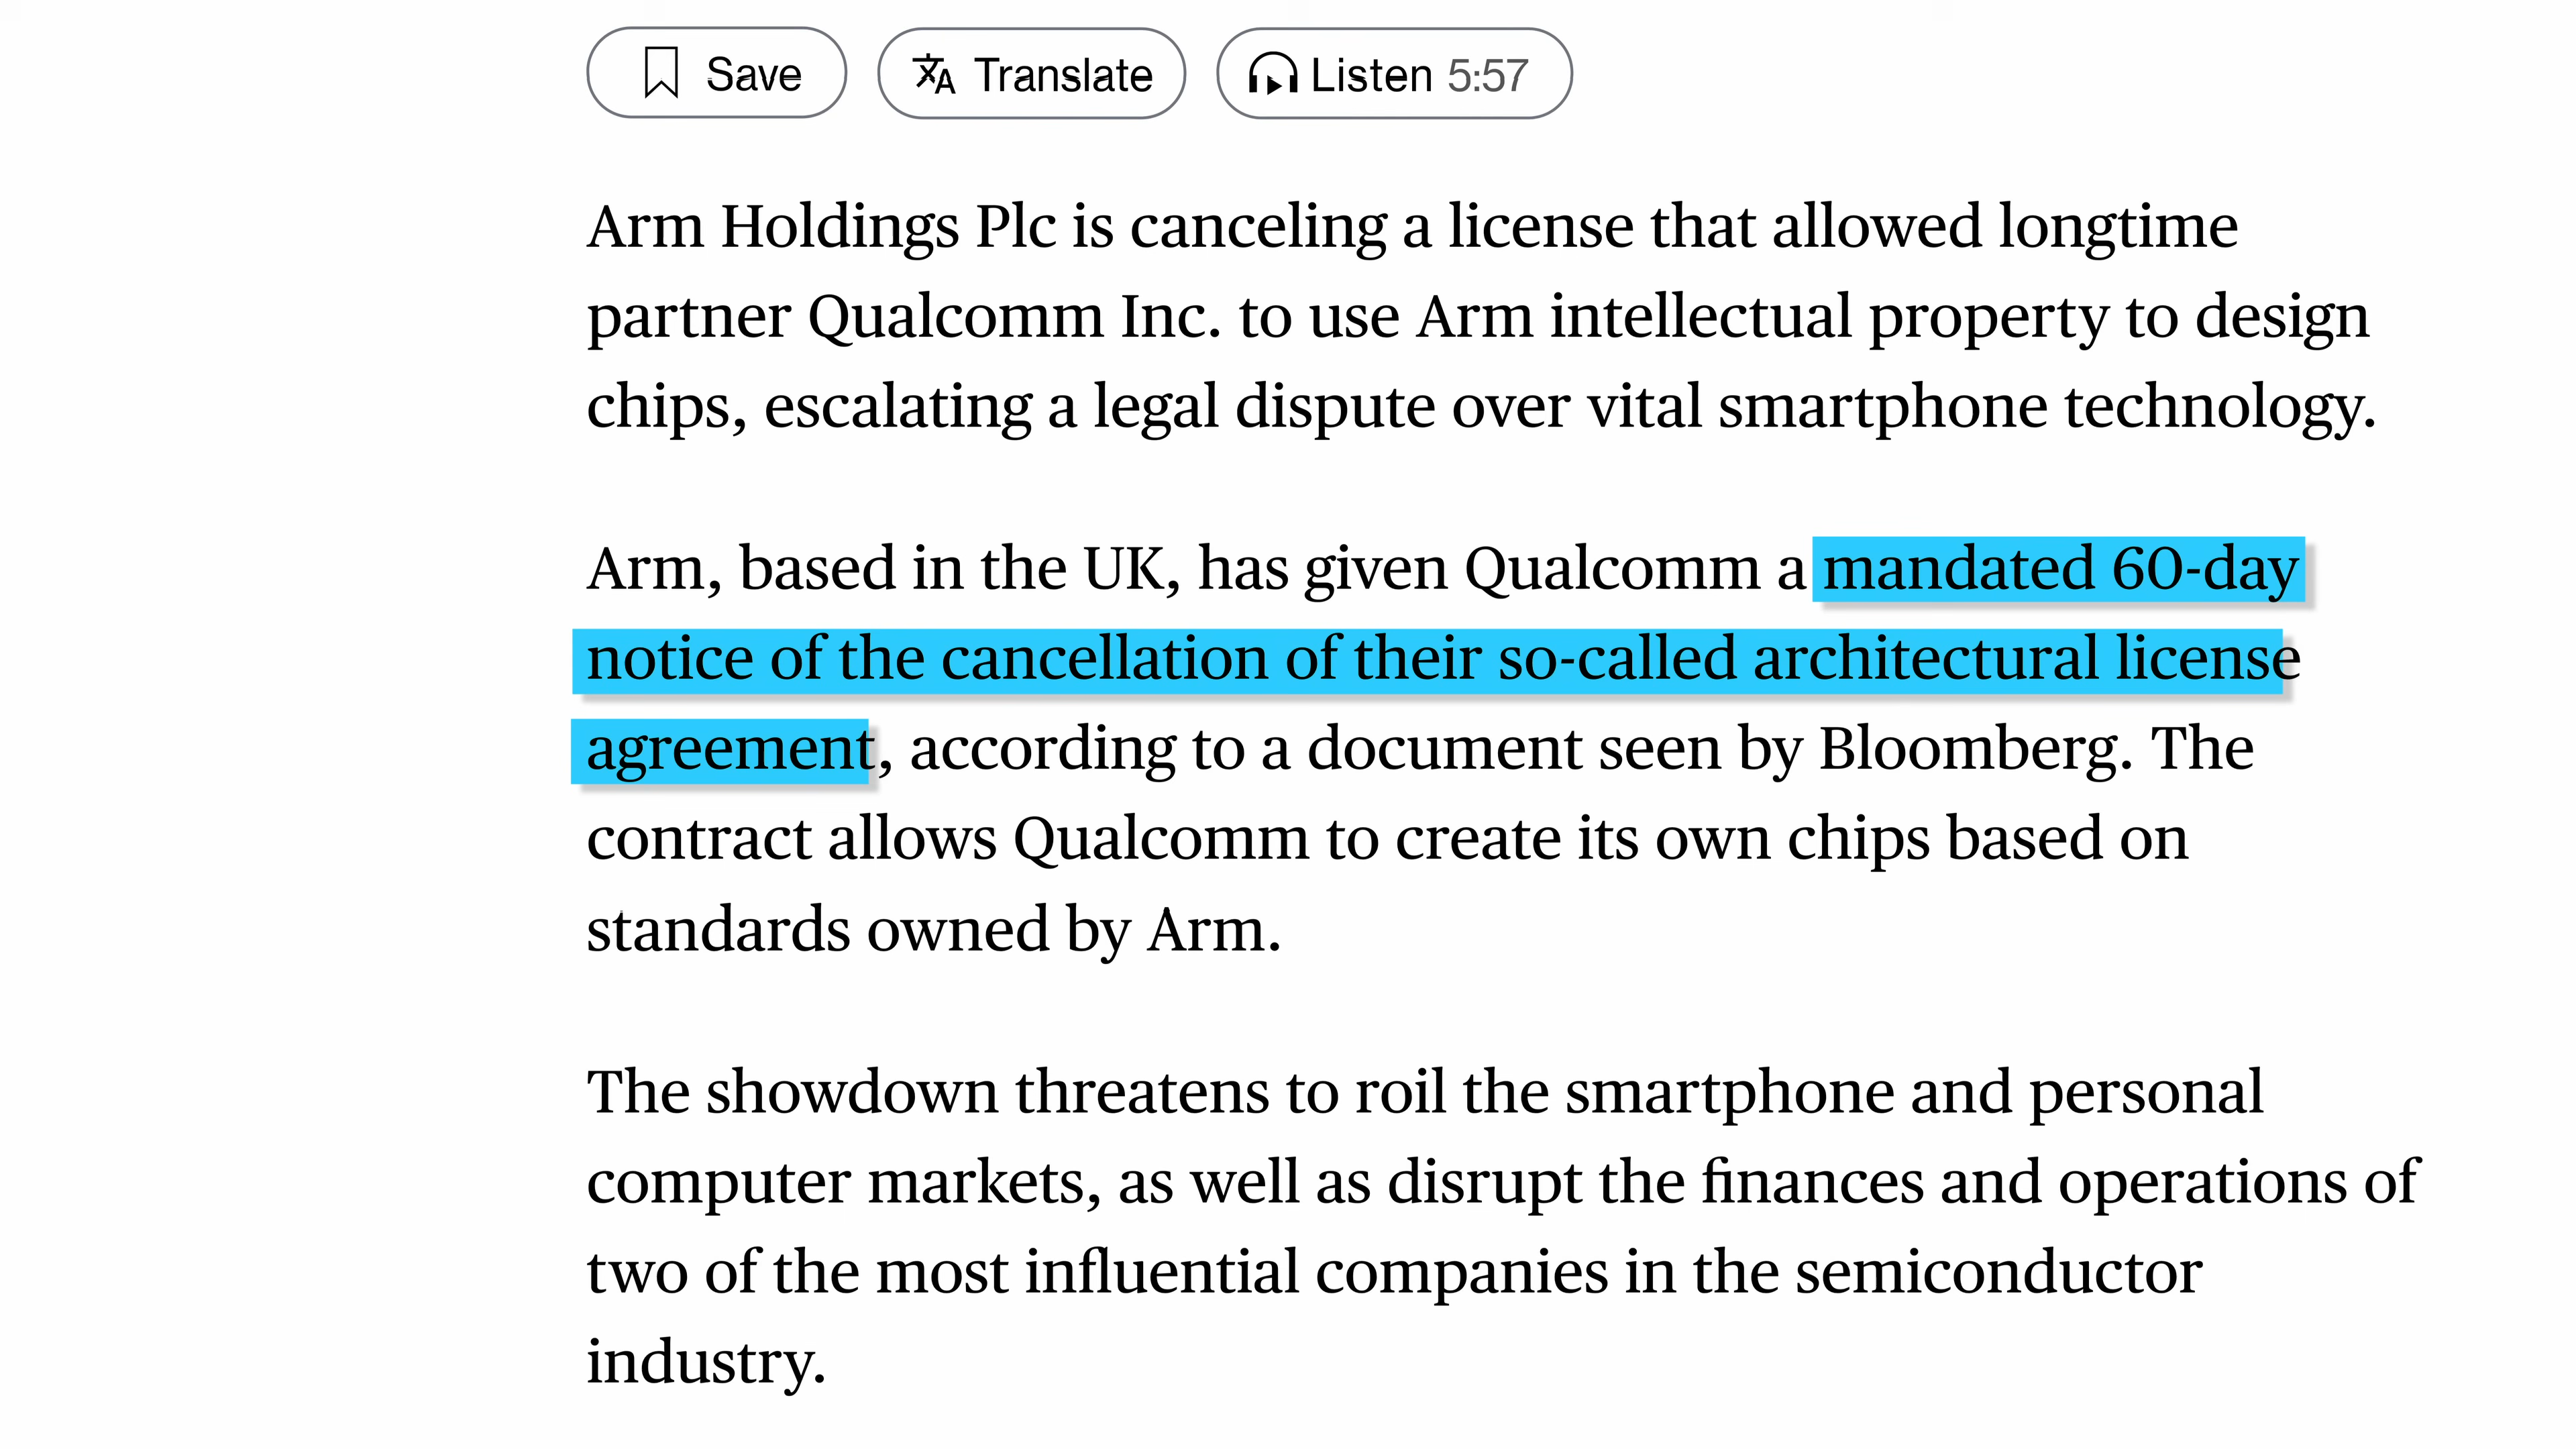 Save Translate Listen 5:57
Arm Holdings Plc is canceling a license that allowed longtime
partner Qualcomm Inc. to use Arm intellectual property to design
chips, escalating a legal dispute over vital smartphone technology.
Arm, based in the UK, has given Qualcomm a mandated 60-day
notice of the cancellation of their so-called architectural license
agreement, according to a document seen by Bloomberg. The
contract allows Qualcomm to create its own chips based on
standards owned by Arm.
The showdown threatens to roil the smartphone and personal
computer markets, as well as disrupt the finances and operations of
two of the most influential companies in the semiconductor
industry.